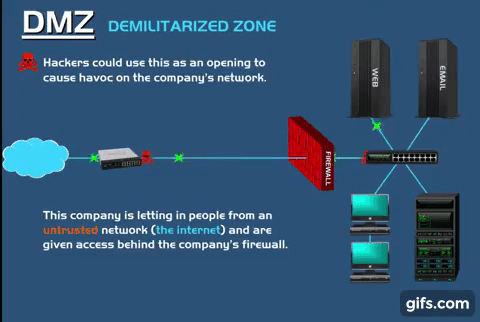 DMZ DEMILITARIZED ZONE
Hackers could use this as an opening to
cause havoc on the company's network.
WEB
EMAIL
FIREWALL
This company is letting in people from an
untrusted network (the internet) and are
given access behind the company's firewall.
gifs.com